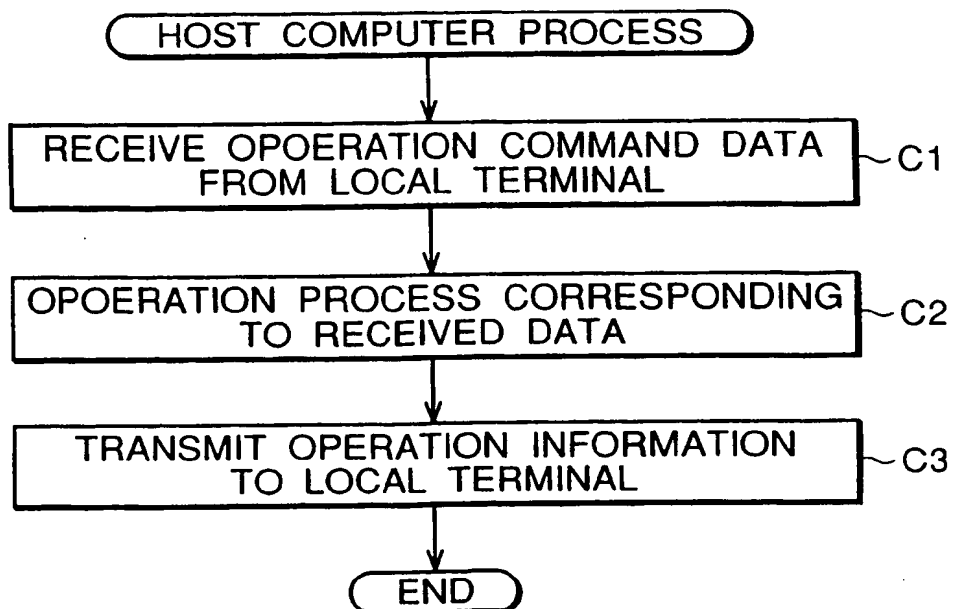 HOST COMPUTER PROCESS
RECEIVE OPOERATION COMMAND DATA
FROM LOCAL TERMINAL
C1
OPOERATION PROCESS CORRESPONDING
TO RECEIVED DATA
C2
TRANSMIT OPERATION INFORMATION
TO LOCAL TERMINAL
C3
END